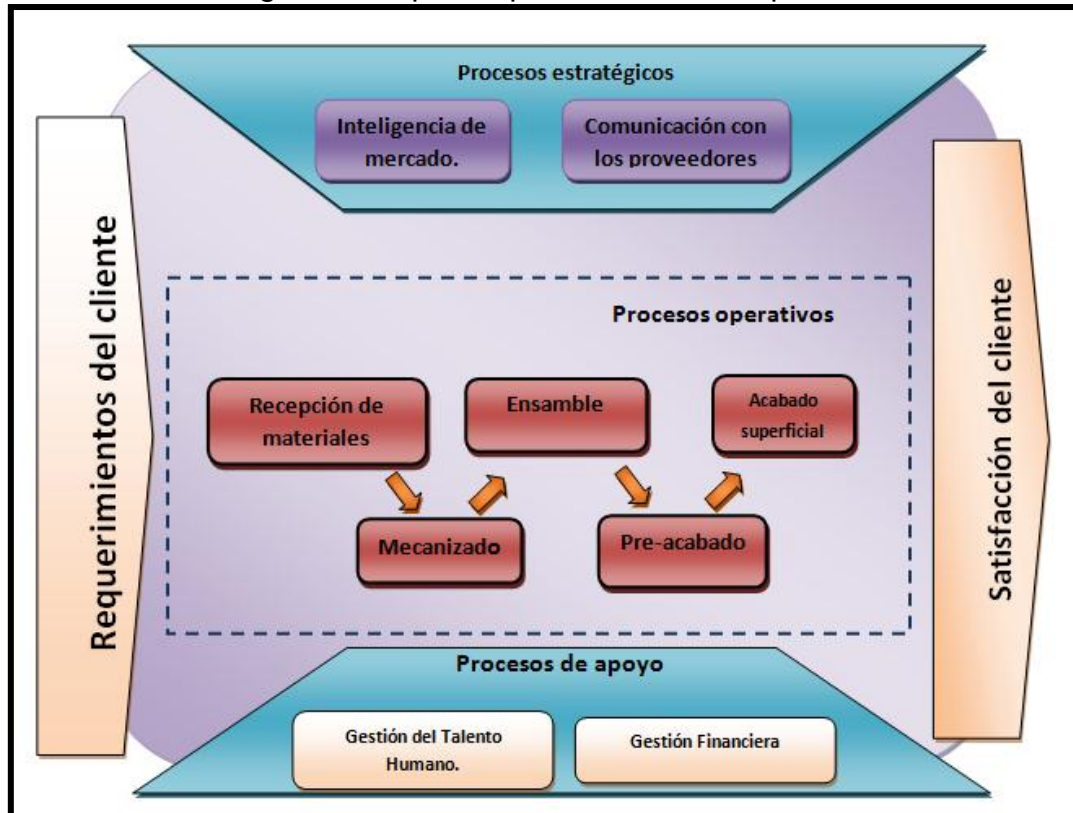 Procesos estratégicos
Inteligencia de
mercado.
Comunicación con
los proveedores
Requerimientos del cliente
Procesos operativos
Recepción de
materiales
Ensamble
Acabado
superficial
Mecanizado
Pre-acabado
Satisfacción del cliente
Procesos de apoyo
Gestión del Talento
Humano.
Gestión Financiera